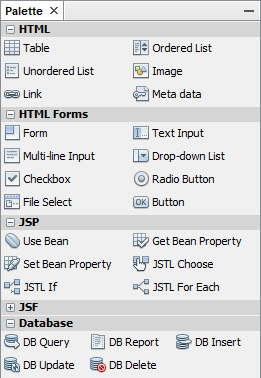 Palette
HTML
Table Ordered List
Unordered List Image
Link Meta data
HTML Forms
Form Text Input
Multi-line Input Drop-down List
Checkbox Radio Button
File Select Button
JSP
Use Bean Get Bean Property
Set Bean Property JSTL Choose
JSTL If JSTL For Each
JSF
Database
DB Query DB Report DB Insert
DB Update DB Delete